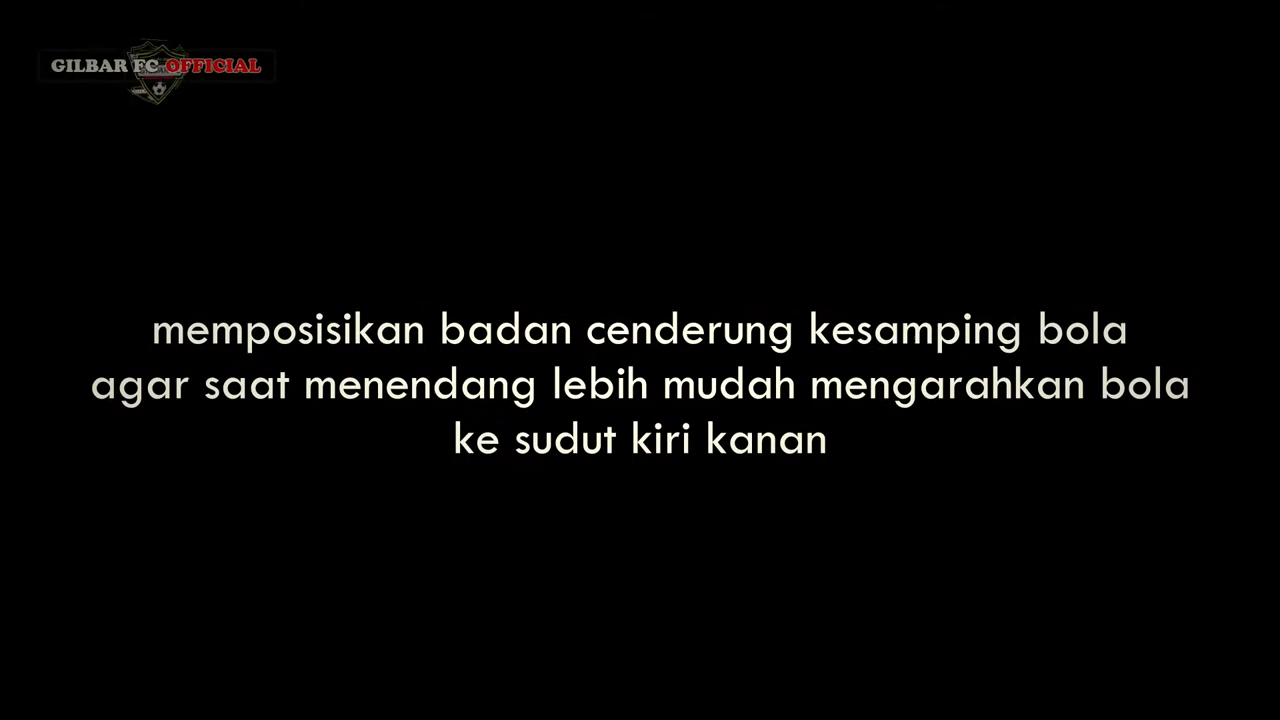 GILBAR FC OFFICIAL
memposisikan badan cenderung kesamping bola
agar saat menendang lebih mudah mengarahkan bola
ke sudut kiri kanan